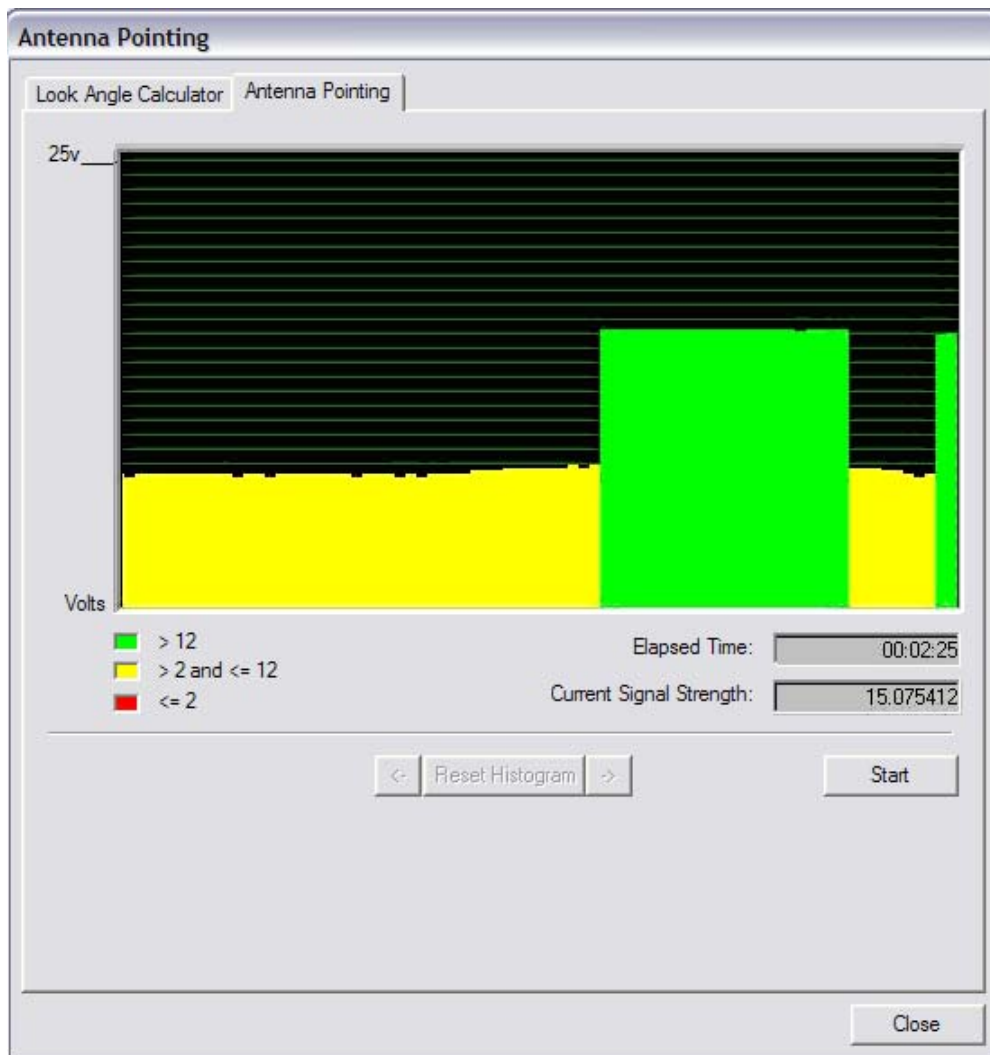 Antenna Pointing
Look Angle Calculator
Antenna Pointing
25v
Volts
> 12
> 2 and <= 12
<= 2
Elapsed Time:
00:02:25
Current Signal Strength:
15.075412
<-
Reset Histogram
->
Start
Close